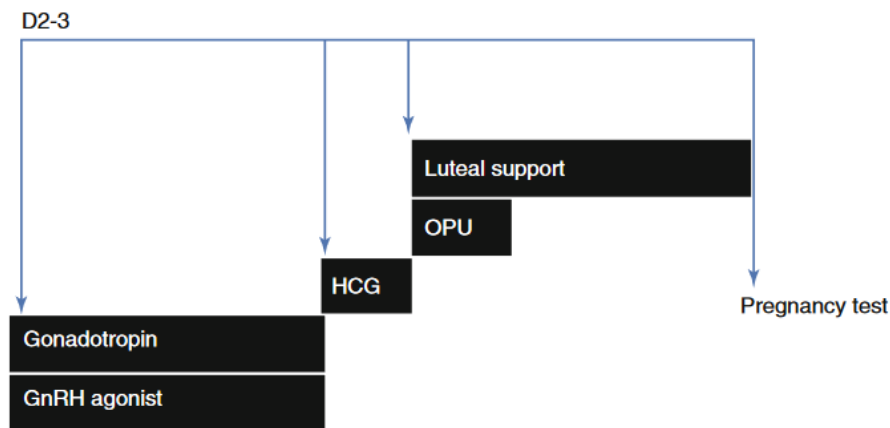 D2-3
Luteal support
OPU
HCG
Pregnancy test
Gonadotropin
GnRH agonist